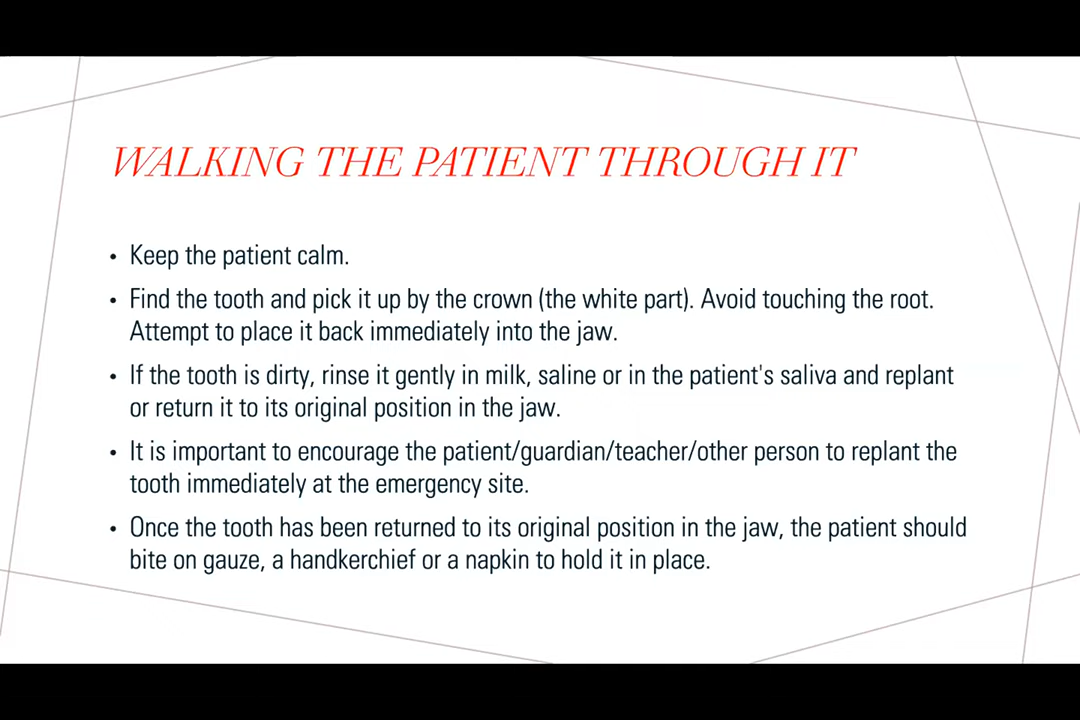 WALKING THE PATIENT THROUGH IT
• Keep the patient calm.
• Find the tooth and pick it up by the crown (the white part). Avoid touching the root.
Attempt to place it back immediately into the jaw.
• If the tooth is dirty, rinse it gently in milk, saline or in the patient's saliva and replant
or return it to its original position in the jaw.
• It is important to encourage the patient/guardian/teacher/other person to replant the
tooth immediately at the emergency site.
• Once the tooth has been returned to its original position in the jaw, the patient should
bite on gauze, a handkerchief or a napkin to hold it in place.